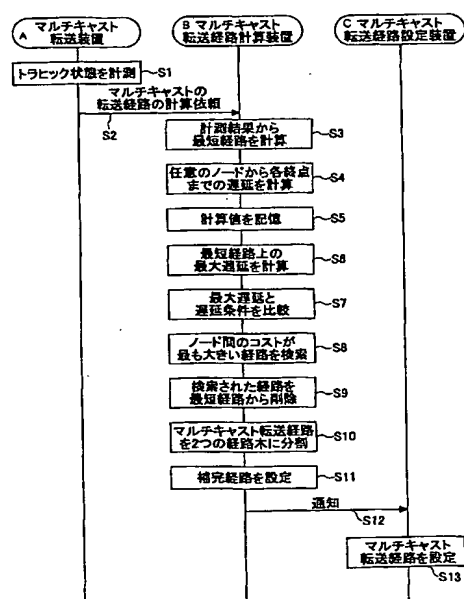 A マルチキャスト
転送装置
B マルチキャスト
転送経路計算装置
C マルチキャスト
転送経路設定装置
トラヒック状態を計測
S1
マルチキャストの
転送経路の計算依頼
S2
計測結果から
最短経路を計算
S3
任意のノードから各終点
までの遅延を計算
S4
計算値を記憶
S5
最短経路上の
最大遅延を計算
S6
最大遅延と
遅延条件を比較
S7
ノード間のコストが
最も大きい経路を検索
S8
検索された経路を
最短経路から削除
S9
マルチキャスト転送経路
を2つの経路木に分割
S10
補完経路を設定
S11
通知
S12
マルチキャスト
転送経路を設定
S13